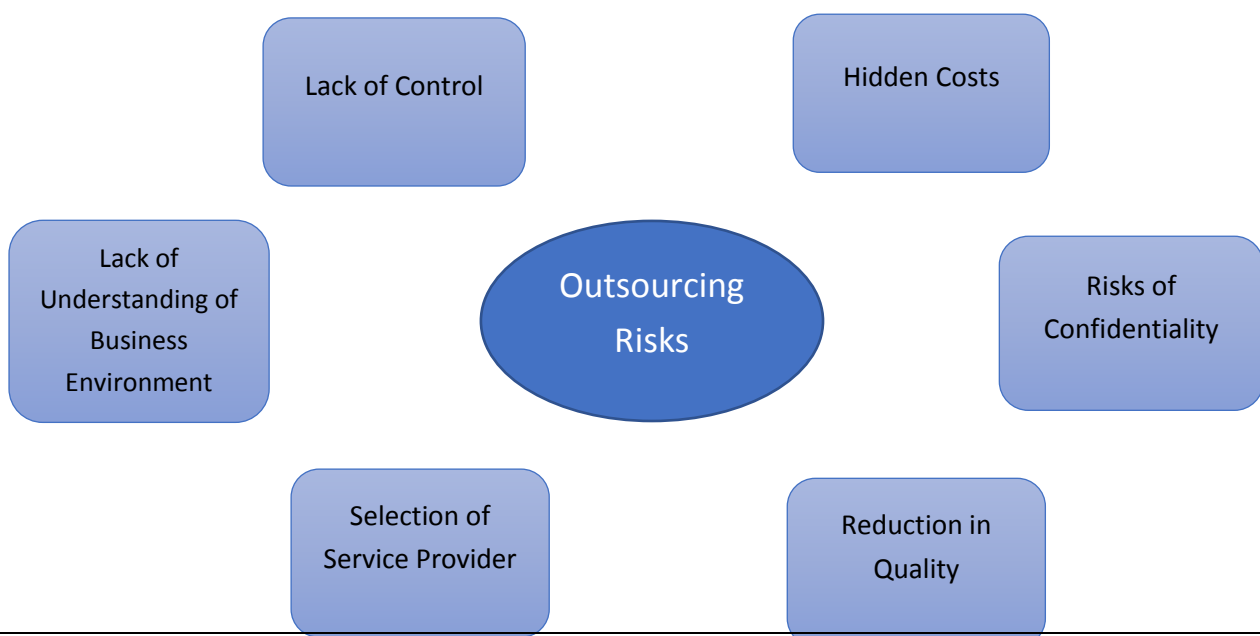 Lack of Control
Hidden Costs
Lack of
Understanding of
Business
Environment
Outsourcing
Risks
Risks of
Confidentiality
Selection of
Service Provider
Reduction in
Quality